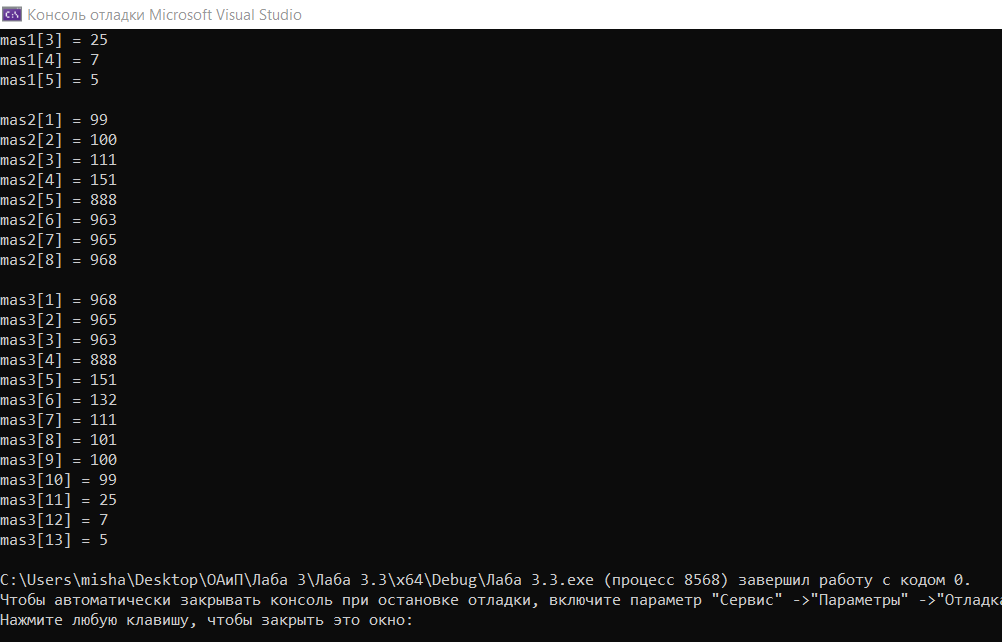 Консоль отладки Microsoft Visual Studio
mas1[3] = 25
mas1[4] = 7
mas1[5] = 5
mas2[1] = 99
mas2[2] = 100
mas2[3] = 111
mas2[4] = 151
mas2[5] = 888
mas2[6] = 963
mas2[7] = 965
mas2[8] = 968
mas3[1] = 968
mas3[2] = 965
mas3[3] = 963
mas3[4] = 888
mas3[5] = 151
mas3[6] = 132
mas3[7] = 111
mas3[8] = 101
mas3[9] = 100
mas3[10] = 99
mas3[11] = 25
mas3[12] = 7
mas3[13] = 5
C:\Users\misha\Desktop\ОАиП\Лаба 3\Лаба 3.3\x64\Debug\Лаба 3.3.exe (процесс 8568) завершил работу с кодом 0.
Чтобы автоматически закрывать консоль при остановке отладки, включите параметр "Сервис" ->"Параметры" ->"Отладка
Нажмите любую клавишу, чтобы закрыть это окно: